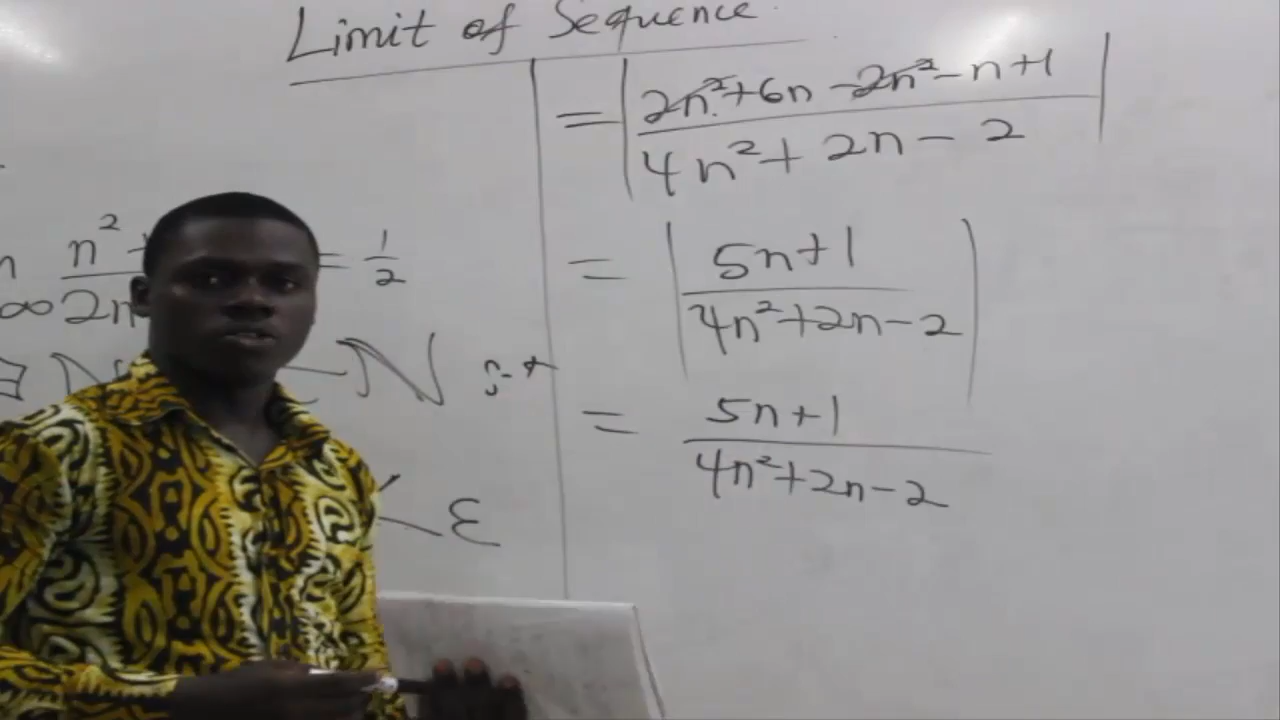 Limit of Sequence
n² = 1/2
∞ 2n
∃ N N s.t
< ε
= |2n²+6n-2n²-n+1 / 4n²+2n-2|
= |5n+1 / 4n²+2n-2|
= 5n+1 / 4n²+2n-2